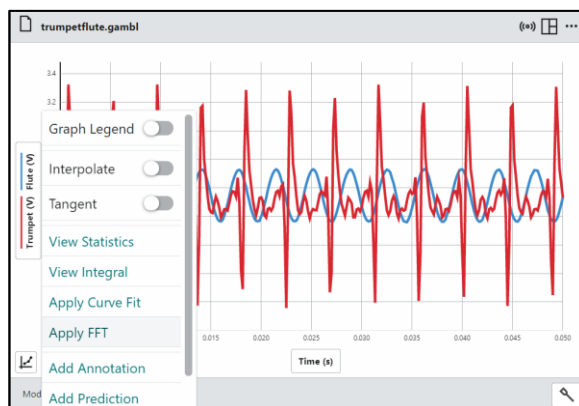 trumpetflute.gambl
3.4
3.2
Trumpet (V) Flute (V)
Graph Legend
Interpolate
Tangent
View Statistics
View Integral
Apply Curve Fit
Apply FFT
Add Annotation
Add Prediction
0.015 0.020 0.025 0.030 0.035 0.040 0.045 0.050
Time (s)
Mod